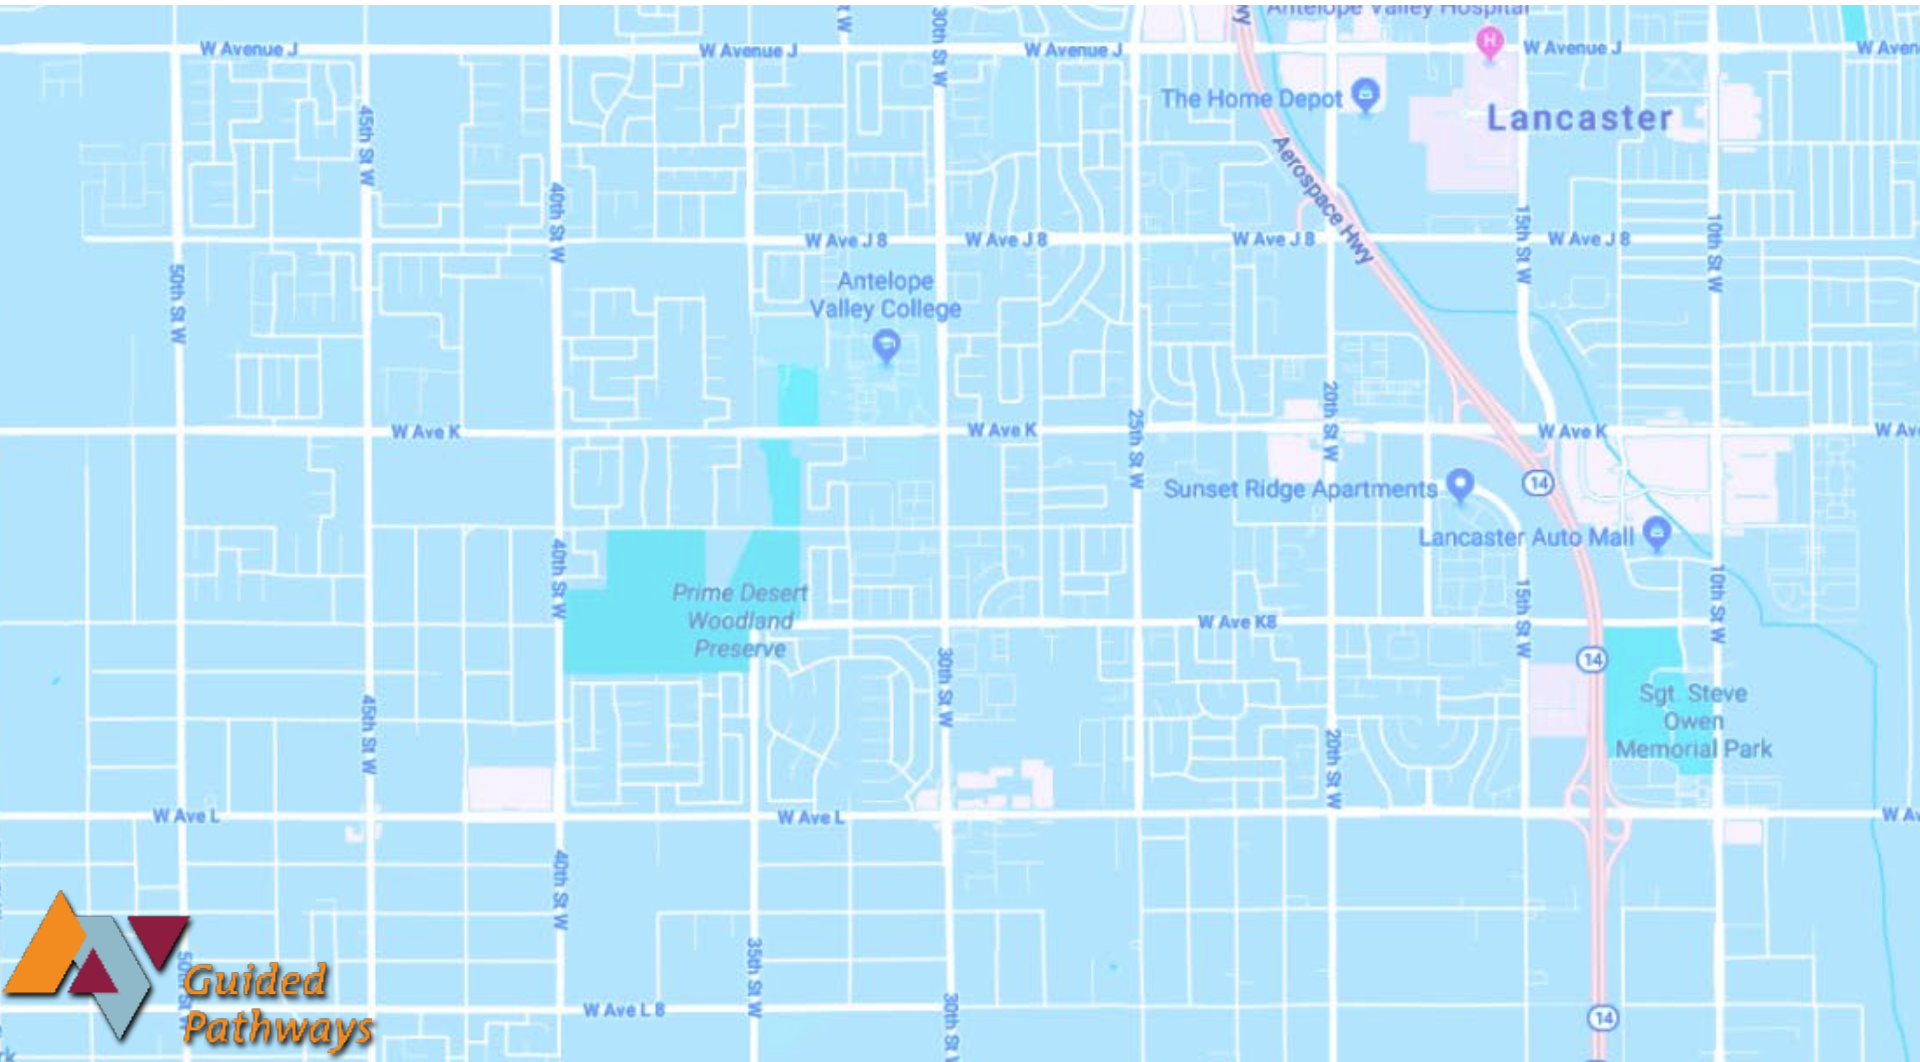 Antelope Valley Hospital
W Avenue J
W Avenue J
W Avenue J
W Avenue J
30th St W
The Home Depot
H
Lancaster
45th St W
40th St W
Aerospace Hwy
15th St W
10th St W
W Ave J 8
W Ave J 8
W Ave J 8
W Ave J 8
50th St W
Antelope
Valley College
W Ave K
W Ave K
W Ave K
25th St W
20th St W
Sunset Ridge Apartments
14
Lancaster Auto Mall
40th St W
Prime Desert
Woodland
Preserve
W Ave K8
15th St W
10th St W
14
45th St W
30th St W
20th St W
Sgt. Steve
Owen
Memorial Park
W Ave L
W Ave L
40th St W
35th St W
50th St W
30th St W
W Ave L 8
14
Guided
Pathways